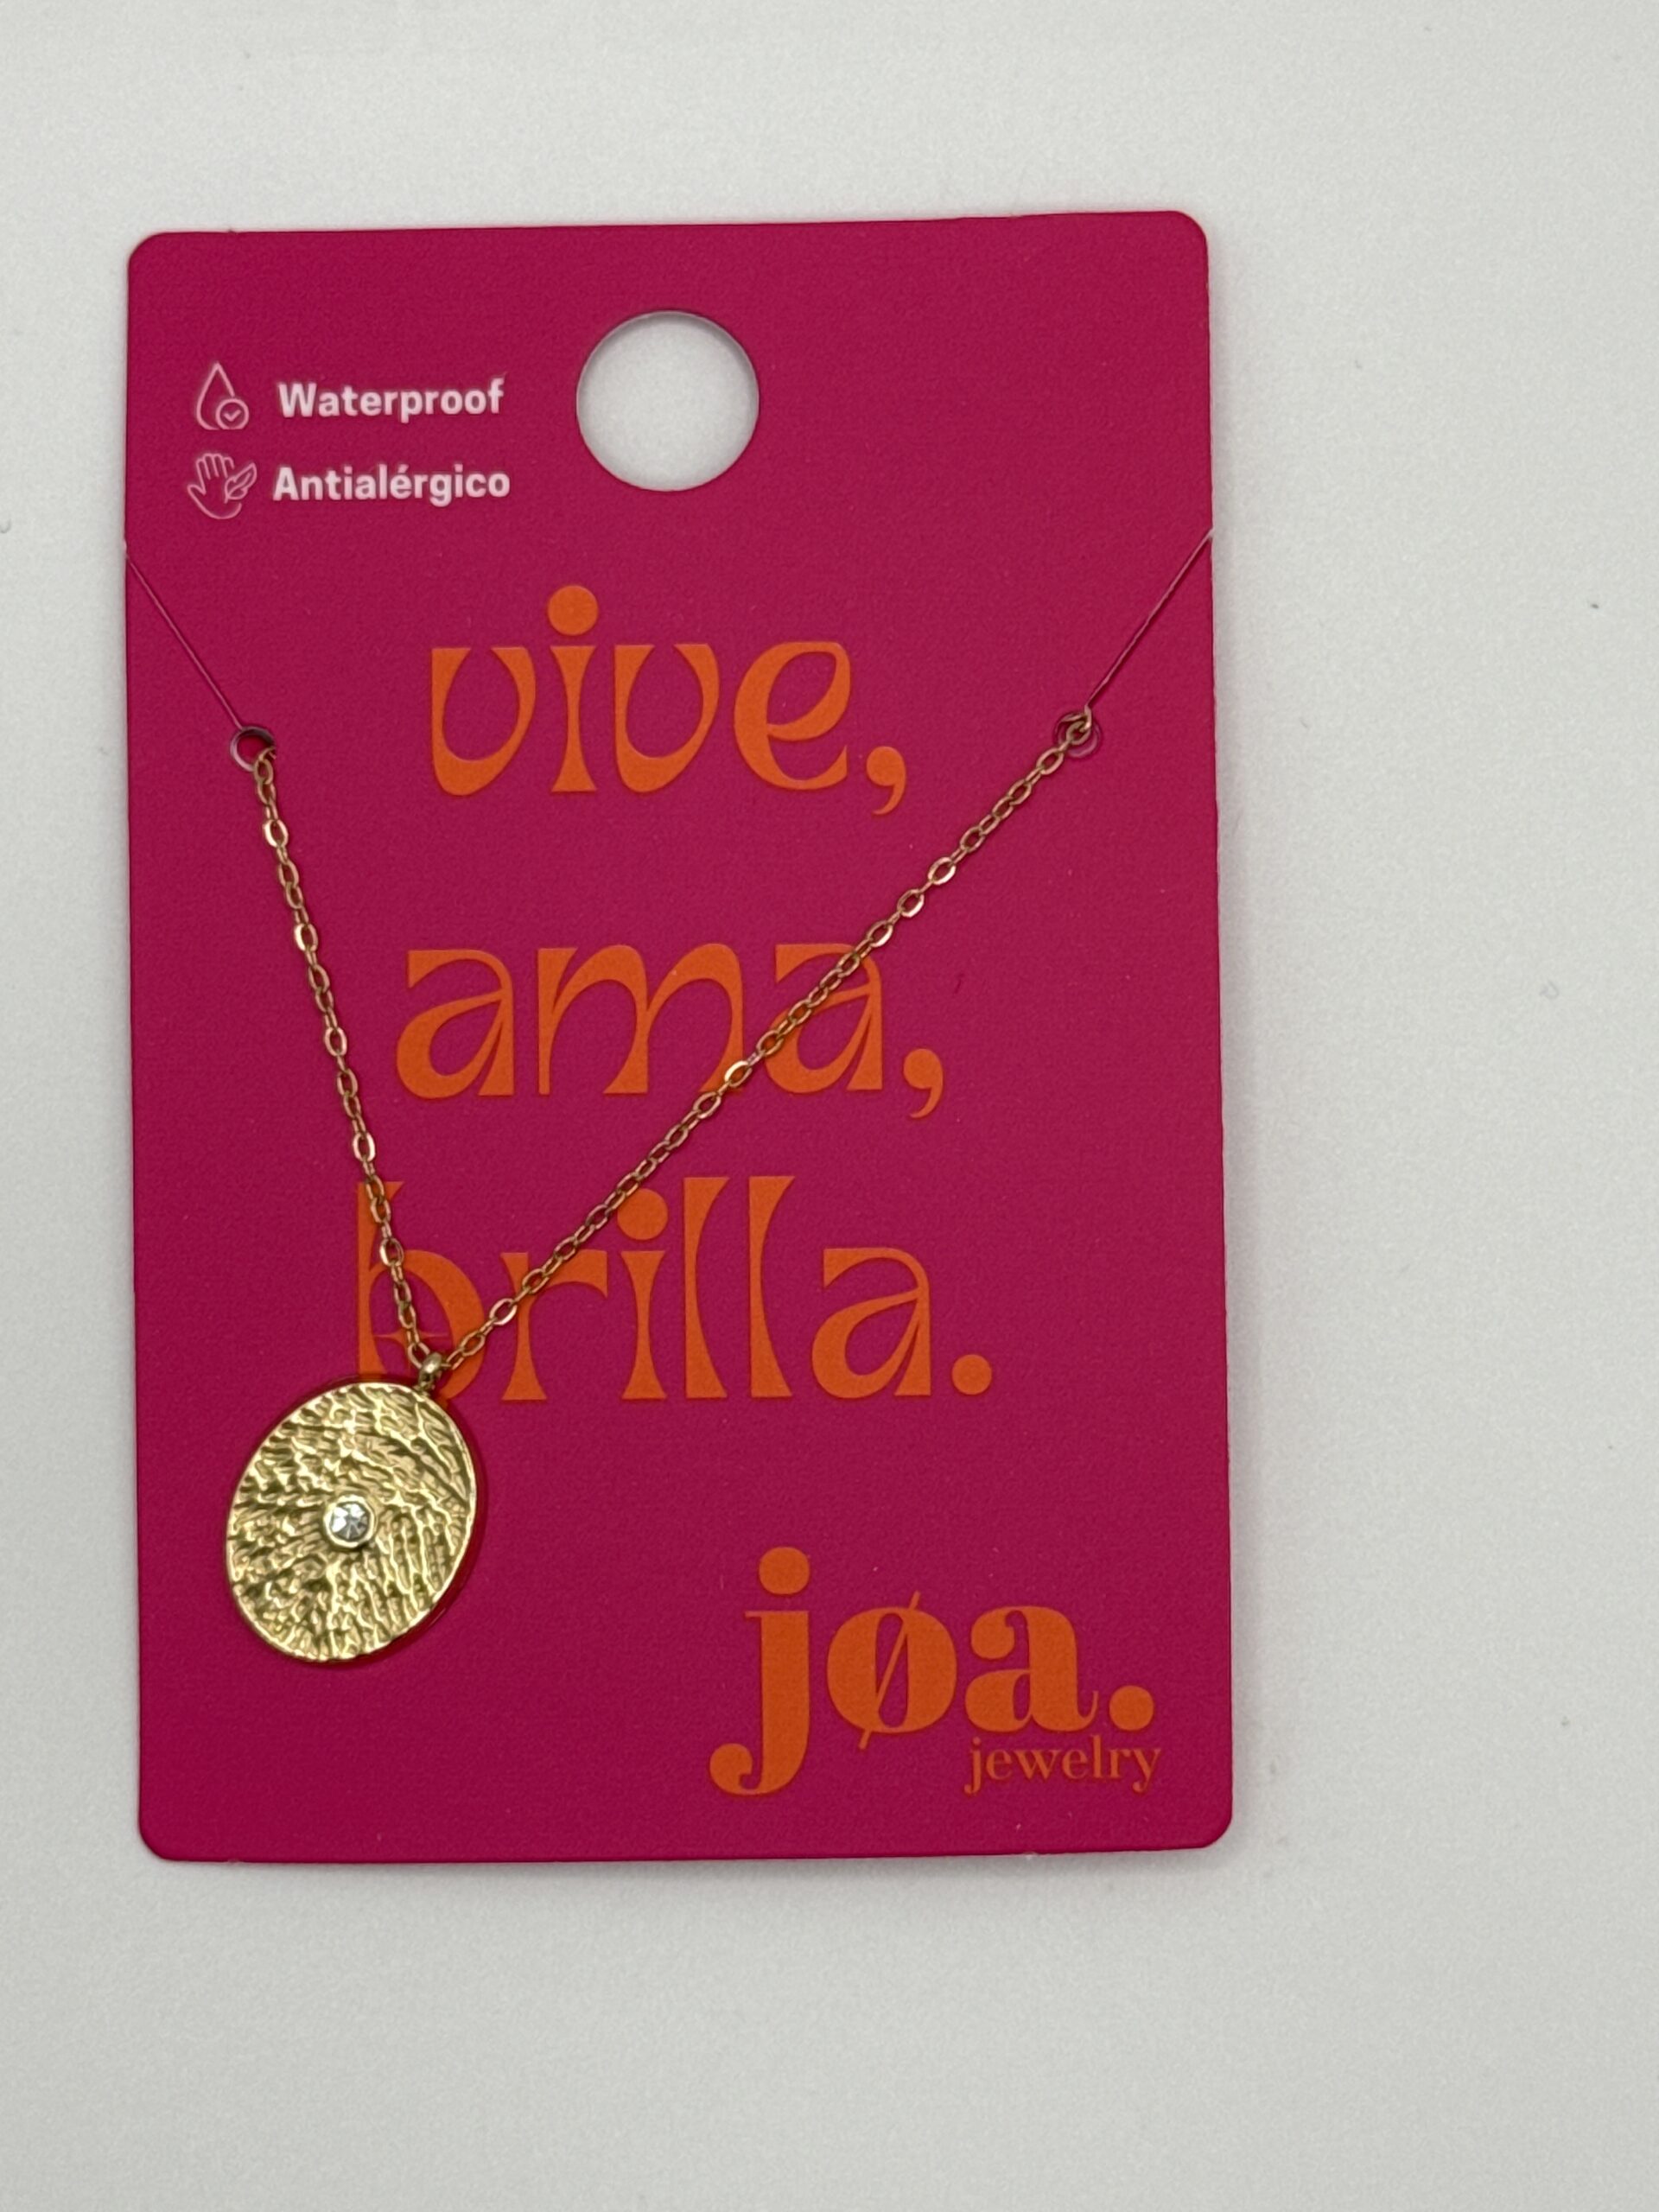 Waterproof
Antialérgico
vive,
ama,
brilla.
jøa.
jewelry